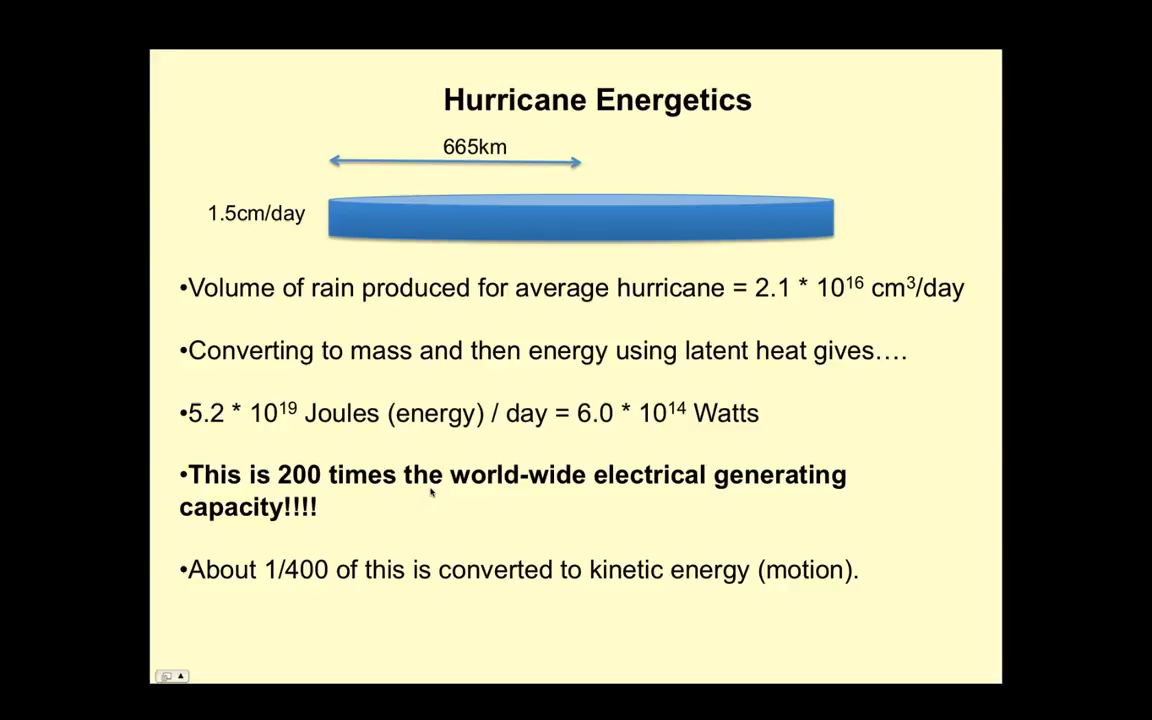 Hurricane Energetics
665km
1.5cm/day
•Volume of rain produced for average hurricane = 2.1 * 10¹⁶ cm³/day
•Converting to mass and then energy using latent heat gives….
•5.2 * 10¹⁹ Joules (energy) / day = 6.0 * 10¹⁴ Watts
•This is 200 times the world-wide electrical generating
capacity!!!!
•About 1/400 of this is converted to kinetic energy (motion).